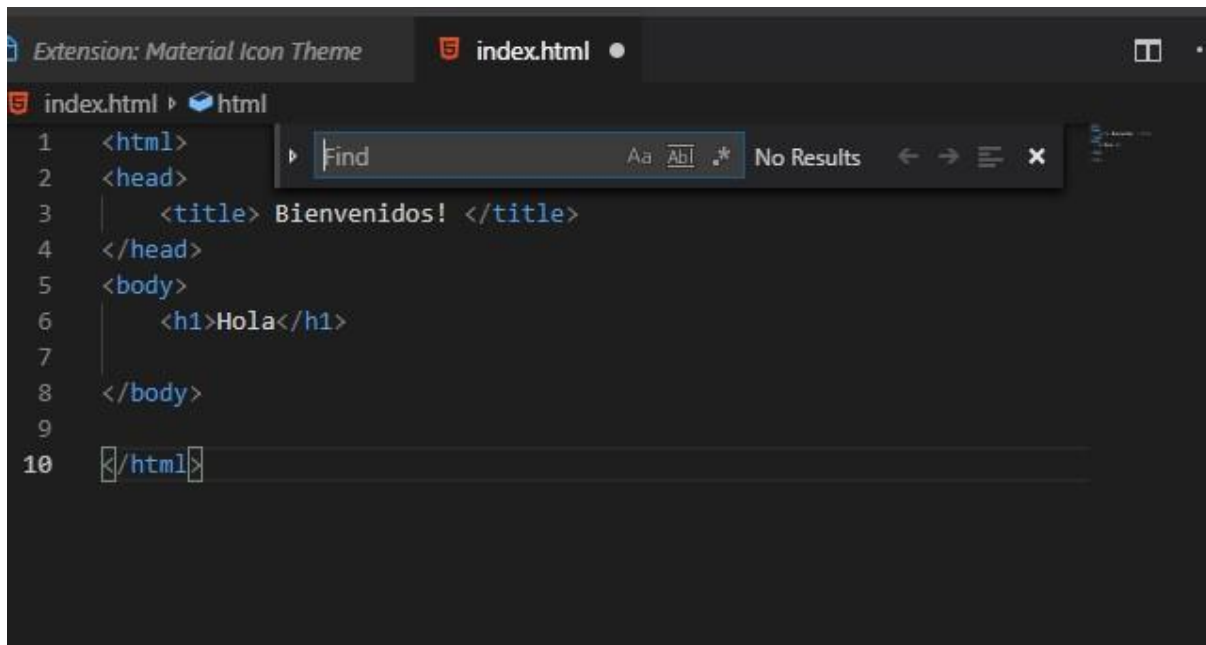 Extension: Material Icon Theme index.html
index.html html
1 <html>
Find Aa Abl .* No Results
2 <head>
3 <title> Bienvenidos! </title>
4 </head>
5 <body>
6 <h1>Hola</h1>
7
8 </body>
9
10 </html>